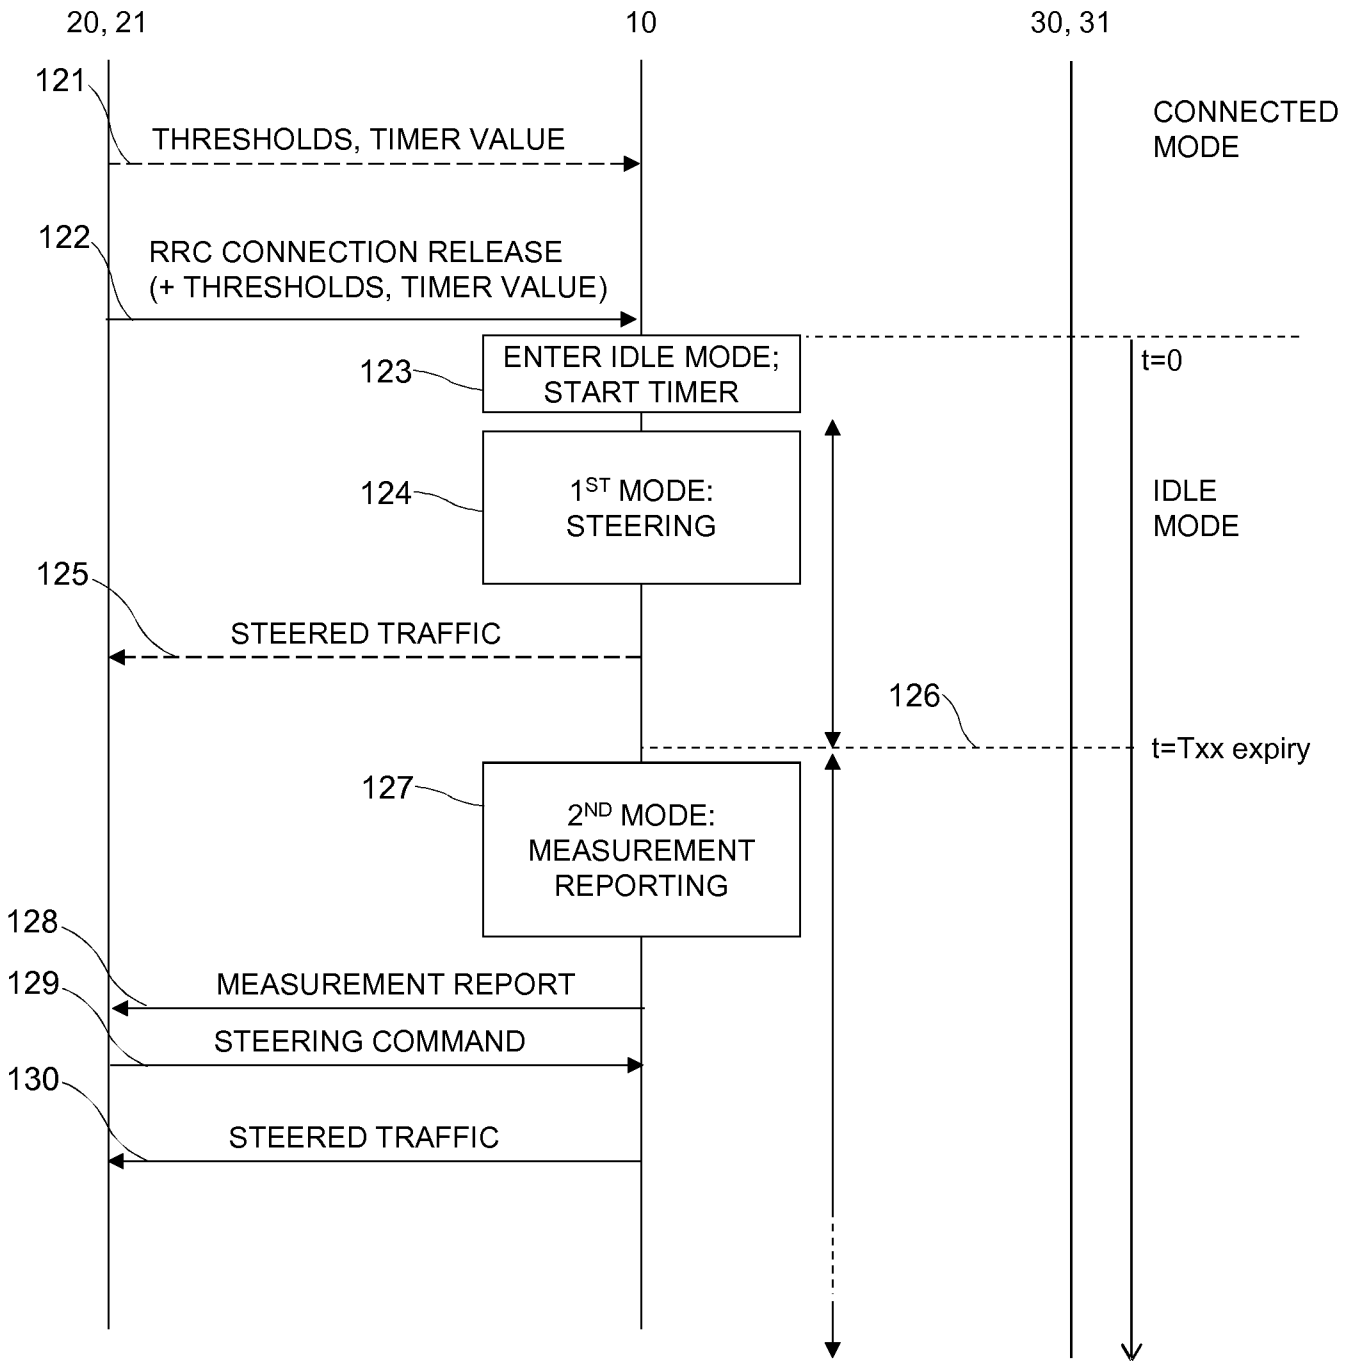 20, 21
10
30, 31
121
CONNECTED
MODE
THRESHOLDS, TIMER VALUE
122
RRC CONNECTION RELEASE
(+ THRESHOLDS, TIMER VALUE)
123
ENTER IDLE MODE;
START TIMER
t=0
124
1ST MODE:
STEERING
IDLE
MODE
125
STEERED TRAFFIC
126
t=Txx expiry
127
2ND MODE:
MEASUREMENT
REPORTING
128
MEASUREMENT REPORT
129
STEERING COMMAND
130
STEERED TRAFFIC